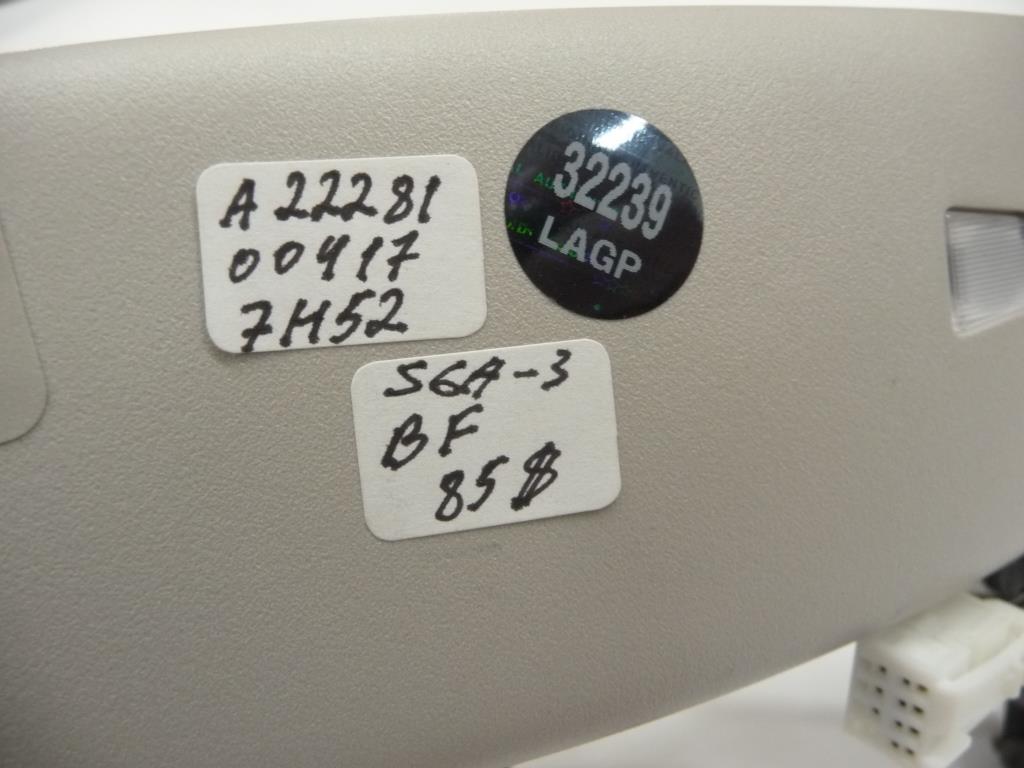 A 22281
00417
7H52
32239
LAGP
SGA-3
BF
85$